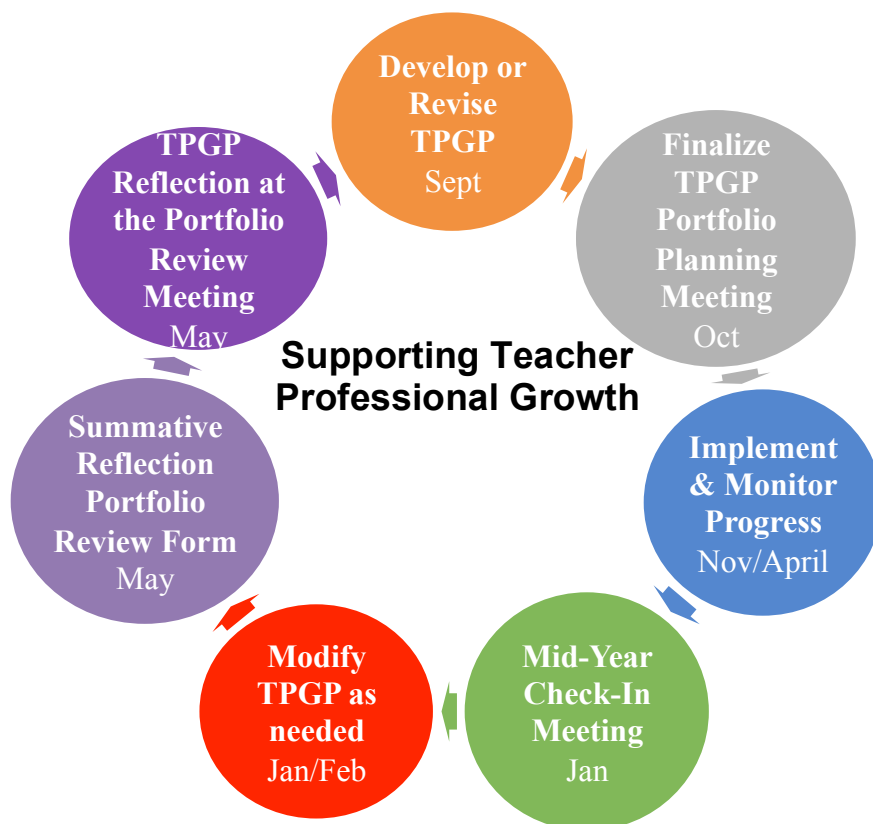 Develop or
Revise
TPGP
Sept
Finalize
TPGP
Portfolio
Planning
Meeting
Oct
Implement
& Monitor
Progress
Nov/April
Mid-Year
Check-In
Meeting
Jan
Modify
TPGP as
needed
Jan/Feb
Summative
Reflection
Portfolio
Review Form
May
TPGP
Reflection at
the Portfolio
Review
Meeting
May
Supporting Teacher
Professional Growth